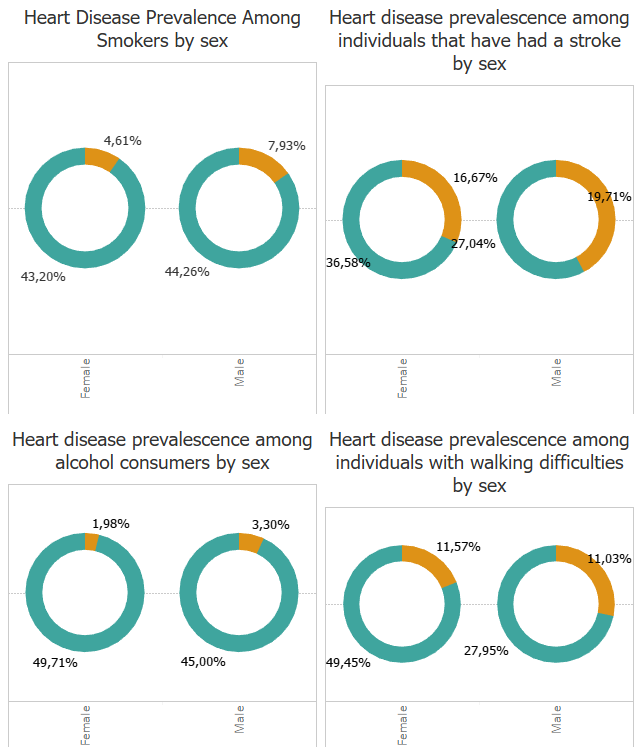 Heart Disease Prevalence Among
Smokers by sex
4,61%
43,20%
7,93%
44,26%
Female
Male
Heart disease prevalescence among
individuals that have had a stroke
by sex
16,67%
36,58%
19,71%
27,04%
Female
Male
Heart disease prevalescence among
alcohol consumers by sex
1,98%
49,71%
3,30%
45,00%
Female
Male
Heart disease prevalescence among
individuals with walking difficulties
by sex
11,57%
49,45%
11,03%
27,95%
Female
Male